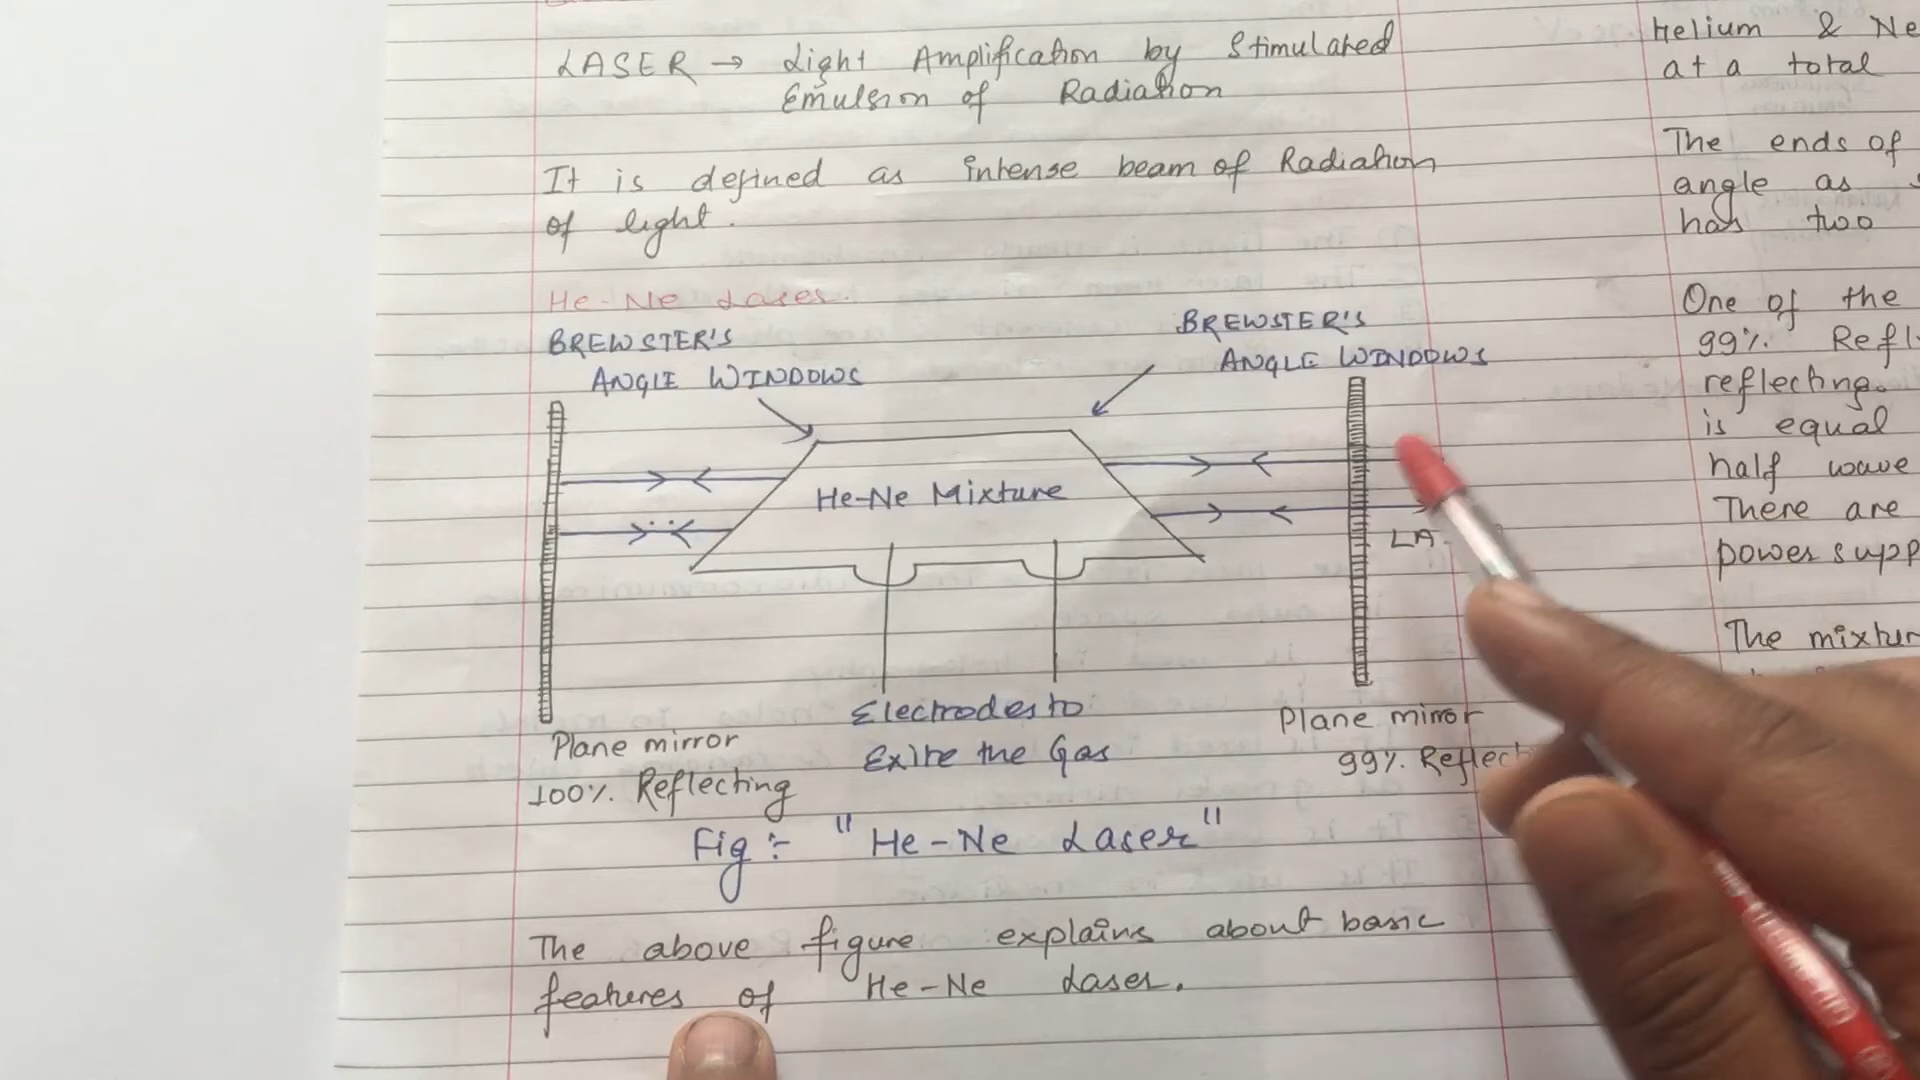 LASER → Light Amplification by Stimulated
Emulsion of Radiation
It is defined as intense beam of Radiation
of light.
He-Ne Laser.
BREWSTER'S
ANGLE WINDOWS
BREWSTER'S
ANGLE WINDOWS
He-Ne Mixture
LA
Electrodes to
Exite the Gas
Plane mirror
100%. Reflecting
Plane mirror
99%. Reflect
Fig :- "He-Ne Laser"
The above figure explains about basic
features of He-Ne Laser.
Helium & Ne
at a total
The ends of
angle as
has two
One of the
99%. Refl
reflecting.
is equal
half wave
There are
power supp
The mixtur